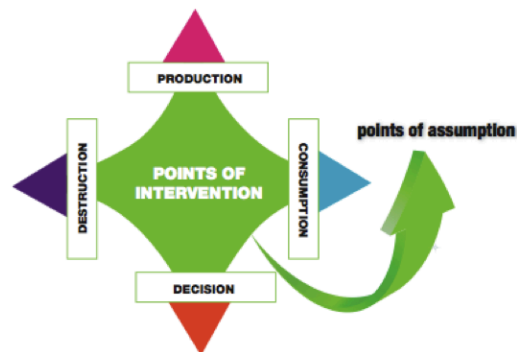 PRODUCTION
DESTRUCTION
POINTS OF
INTERVENTION
CONSUMPTION
points of assumption
DECISION